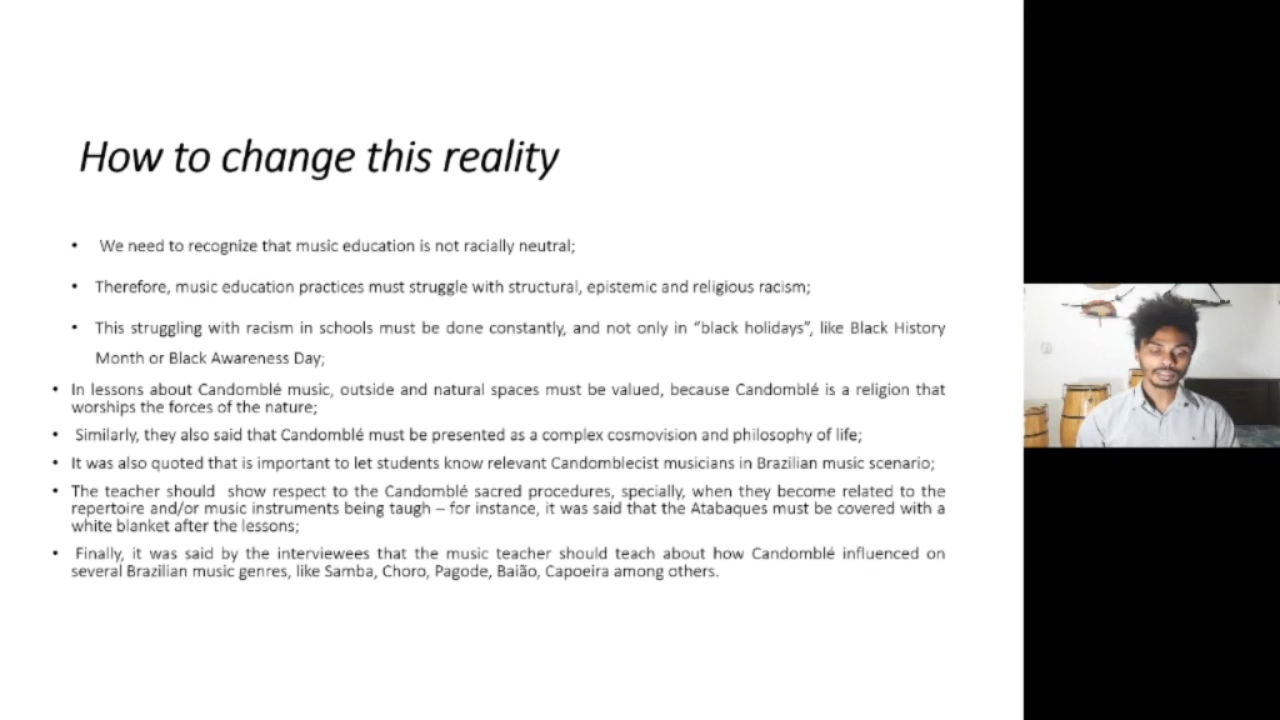 How to change this reality
• We need to recognize that music education is not racially neutral;
• Therefore, music education practices must struggle with structural, epistemic and religious racism;
• This struggling with racism in schools must be done constantly, and not only in “black holidays”, like Black History
Month or Black Awareness Day;
• In lessons about Candomblé music, outside and natural spaces must be valued, because Candomblé is a religion that
worships the forces of the nature;
• Similarly, they also said that Candomblé must be presented as a complex cosmovision and philosophy of life;
• It was also quoted that is important to let students know relevant Candomblecist musicians in Brazilian music scenario;
• The teacher should show respect to the Candomblé sacred procedures, specially, when they become related to the
repertoire and/or music instruments being taugh – for instance, it was said that the Atabaques must be covered with a
white blanket after the lessons;
• Finally, it was said by the interviewees that the music teacher should teach about how Candomblé influenced on
several Brazilian music genres, like Samba, Choro, Pagode, Baião, Capoeira among others.